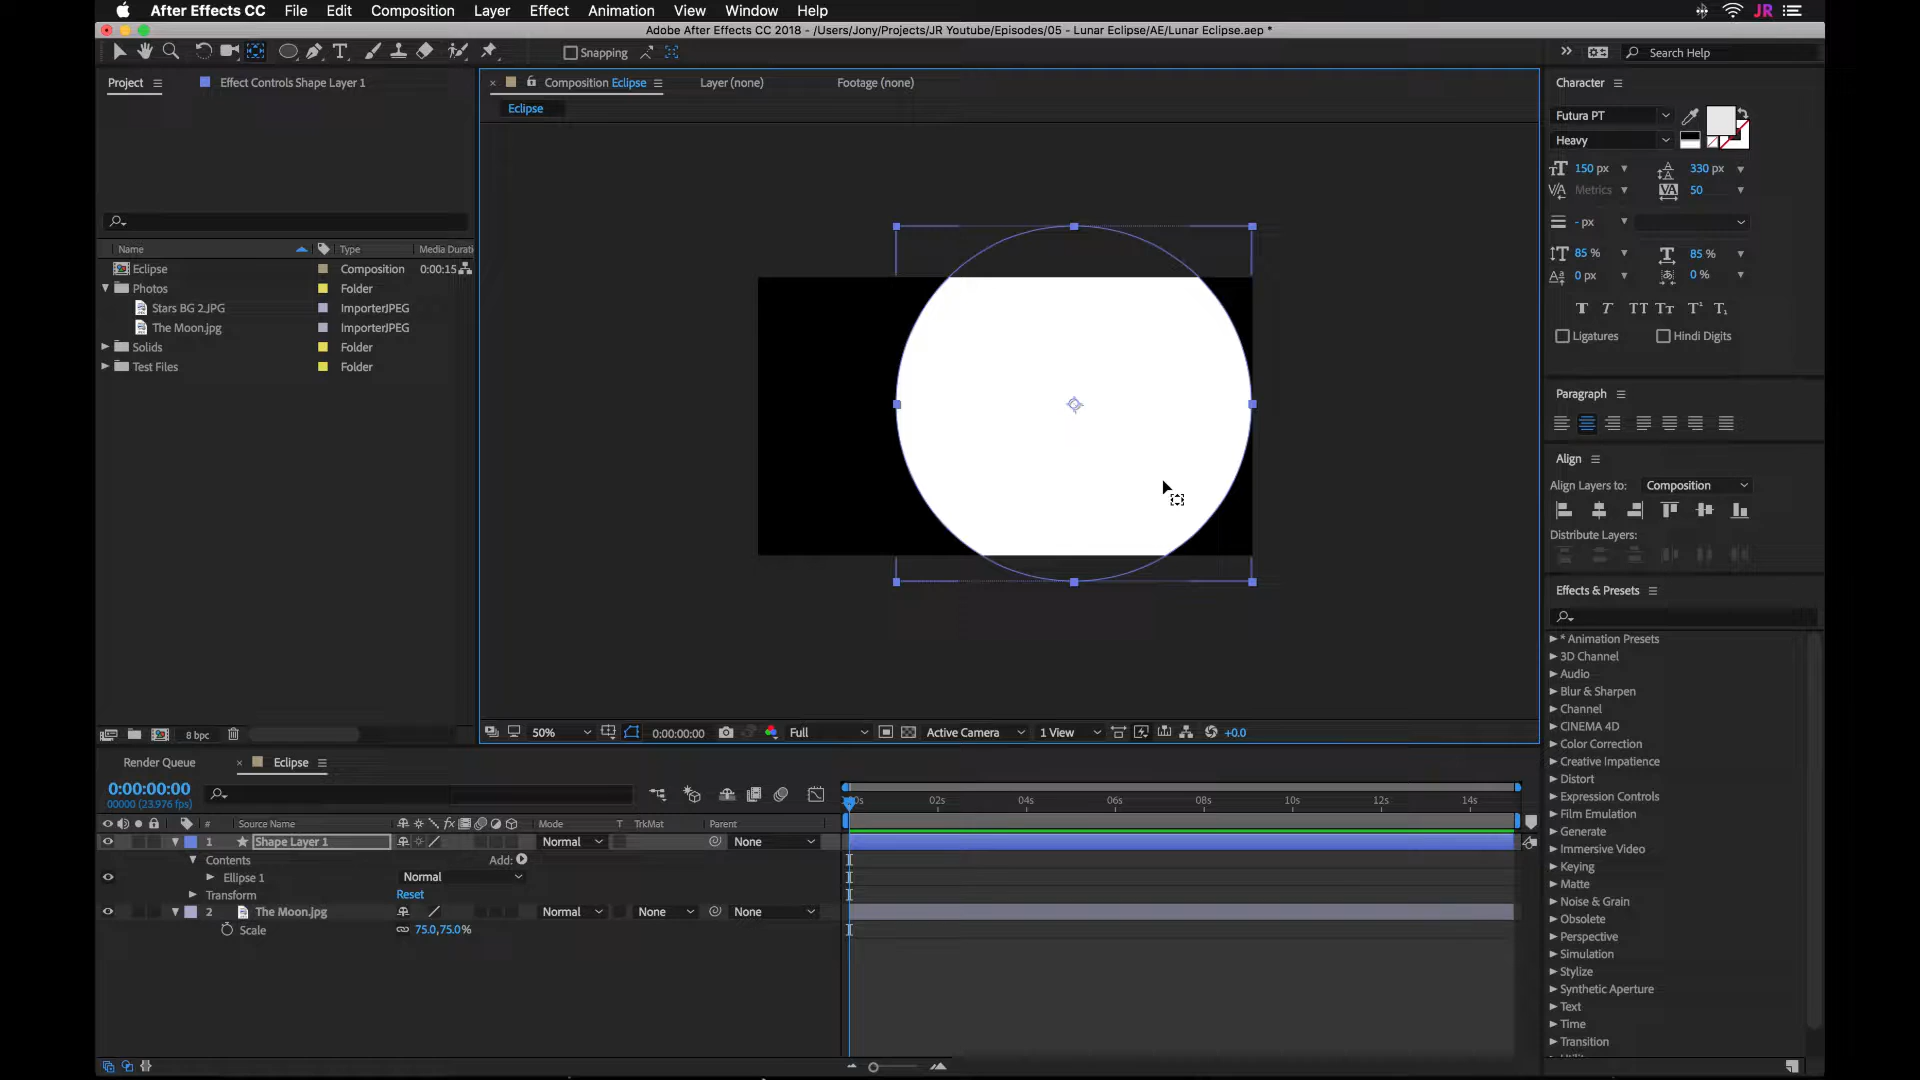 After Effects CC File Edit Composition Layer Effect Animation View Window Help JR
Adobe After Effects CC 2018 - /Users/Jony/Projects/JR Youtube/Episodes/05 - Lunar Eclipse/AE/Lunar Eclipse.aep *
Snapping
Search Help
Project
Effect Controls Shape Layer 1
Composition Eclipse
Layer (none)
Footage (none)
Eclipse
Character
Futura PT
Heavy
150 px 330 px
Metrics 50
- px
85 % 85 %
0 px 0 %
T T TT Tt T¹ T₁
Ligatures Hindi Digits
Paragraph
Align
Align Layers to: Composition
Distribute Layers:
Effects & Presets
* Animation Presets
3D Channel
Audio
Blur & Sharpen
Channel
CINEMA 4D
Color Correction
Creative Impatience
Distort
Expression Controls
Film Emulation
Generate
Immersive Video
Keying
Matte
Noise & Grain
Obsolete
Perspective
Simulation
Stylize
Synthetic Aperture
Text
Time
Transition
Name Type Media Durati
Eclipse Composition 0:00:15
Photos Folder
Stars BG 2.JPG ImporterJPEG
The Moon.jpg ImporterJPEG
Solids Folder
Test Files Folder
8 bpc
50% 0:00:00:00 Full Active Camera 1 View +0.0
Render Queue
Eclipse
0:00:00:00
00000 (23.976 fps)
02s 04s 06s 08s 10s 12s 14s
# Source Name Mode T TrkMat Parent
1 Shape Layer 1 Normal None
Contents Add:
Ellipse 1 Normal
Transform Reset
2 The Moon.jpg Normal None None
Scale 75.0,75.0%